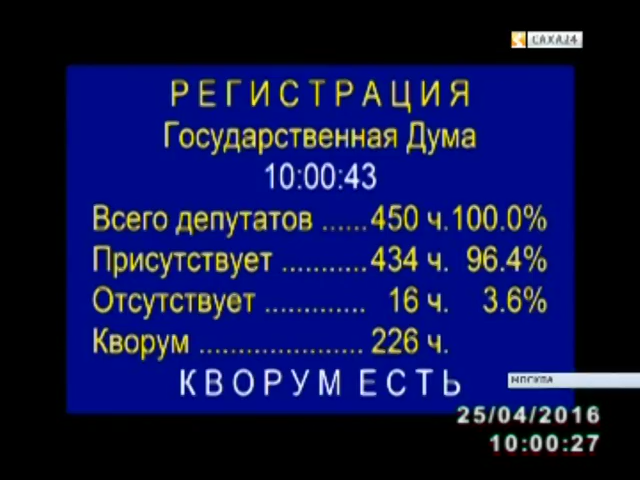 САХА24
РЕГИСТРАЦИЯ
Государственная Дума
10:00:43
Всего депутатов ...... 450 ч. 100.0%
Присутствует ........... 434 ч. 96.4%
Отсутствует ............. 16 ч. 3.6%
Кворум ..................... 226 ч.
КВОРУМ ЕСТЬ
МОСКВА
25/04/2016
10:00:27